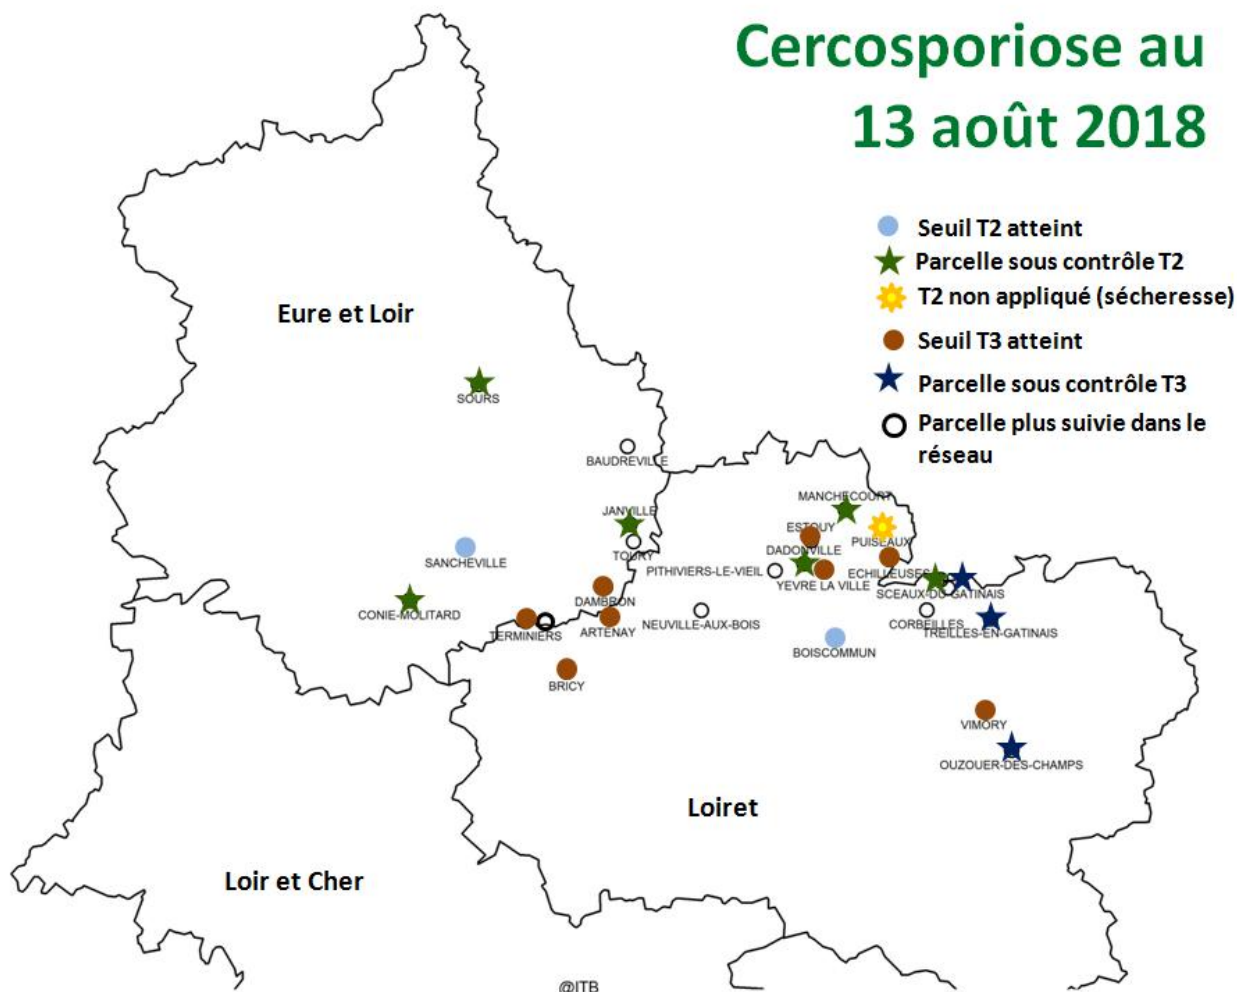 Cercosporiose au
13 août 2018
Seuil T2 atteint
Parcelle sous contrôle T2
T2 non appliqué (sécheresse)
Seuil T3 atteint
Parcelle sous contrôle T3
Parcelle plus suivie dans le
réseau
Eure et Loir
SOURS
BAUDREVILLE
MANCHECOURT
JANVILLE
ESTOUY
PUISEAUX
TOURY
DADONVILLE
SANCHEVILLE
PITHIVIERS-LE-VIEIL
ECHILLEUSES
YEVRE LA VILLE
SCEAUX-DU-GATINAIS
DAMBRON
CONIE-MOLITARD
NEUVILLE-AUX-BOIS
CORBEILLES
TERMINIERS
ARTENAY
TREILLES-EN-GATINAIS
BOISCOMMUN
BRICY
VIMORY
OUZOUER-DES-CHAMPS
Loiret
Loir et Cher
@ITB